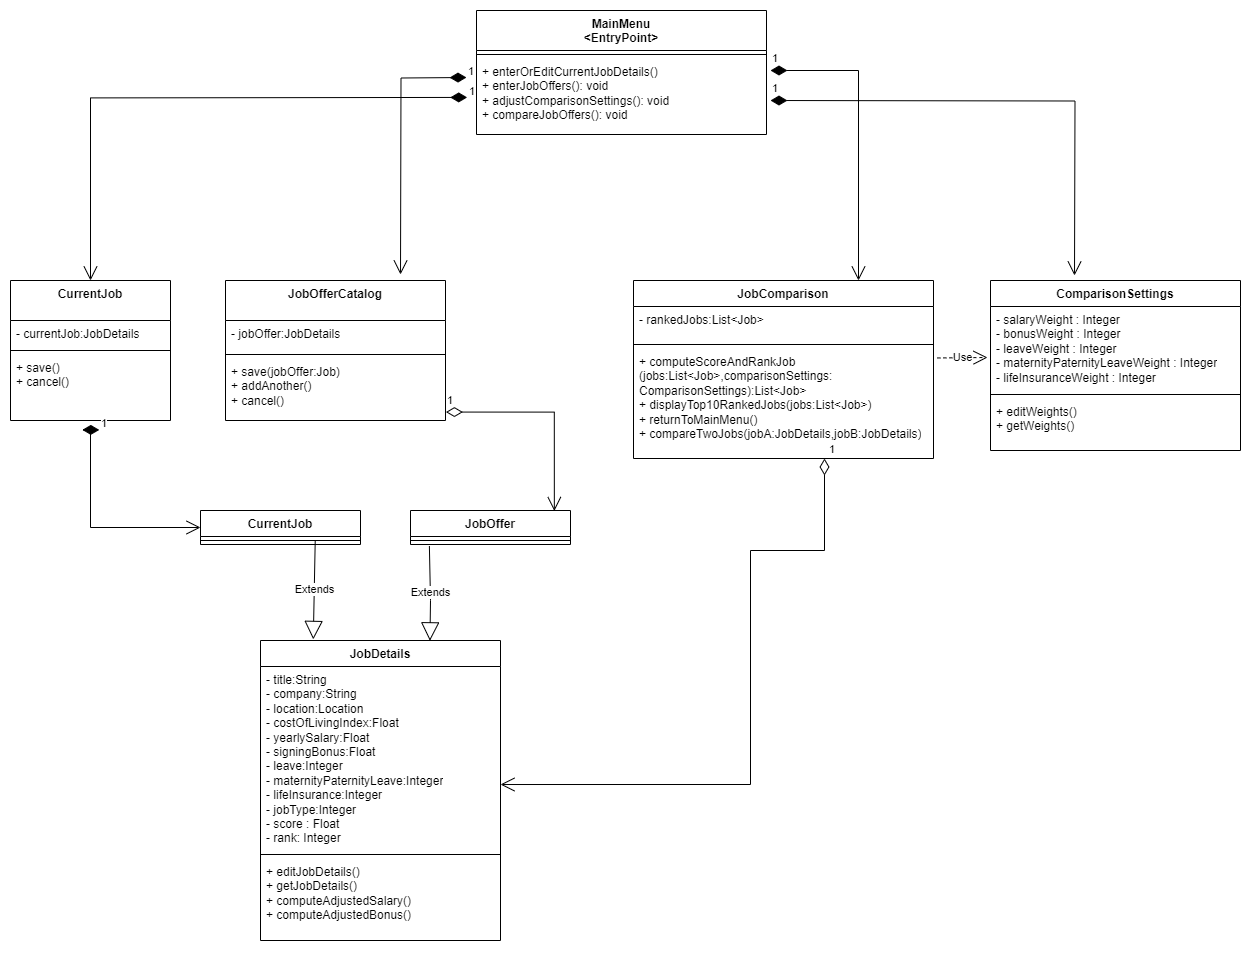 MainMenu
<EntryPoint>
+ enterOrEditCurrentJobDetails()
+ enterJobOffers(): void
+ adjustComparisonSettings(): void
+ compareJobOffers(): void
1
1
1
1
CurrentJob
- currentJob:JobDetails
+ save()
+ cancel()
1
JobOfferCatalog
- jobOffer:JobDetails
+ save(jobOffer:Job)
+ addAnother()
+ cancel()
1
JobComparison
- rankedJobs:List<Job>
+ computeScoreAndRankJob
(jobs:List<Job>,comparisonSettings:
ComparisonSettings):List<Job>
+ displayTop10RankedJobs(jobs:List<Job>)
+ returnToMainMenu()
+ compareTwoJobs(jobA:JobDetails,jobB:JobDetails)
1
Use
ComparisonSettings
- salaryWeight : Integer
- bonusWeight : Integer
- leaveWeight : Integer
- maternityPaternityLeaveWeight : Integer
- lifeInsuranceWeight : Integer
+ editWeights()
+ getWeights()
CurrentJob
JobOffer
Extends
Extends
JobDetails
- title:String
- company:String
- location:Location
- costOfLivingIndex:Float
- yearlySalary:Float
- signingBonus:Float
- leave:Integer
- maternityPaternityLeave:Integer
- lifeInsurance:Integer
- jobType:Integer
- score : Float
- rank: Integer
+ editJobDetails()
+ getJobDetails()
+ computeAdjustedSalary()
+ computeAdjustedBonus()